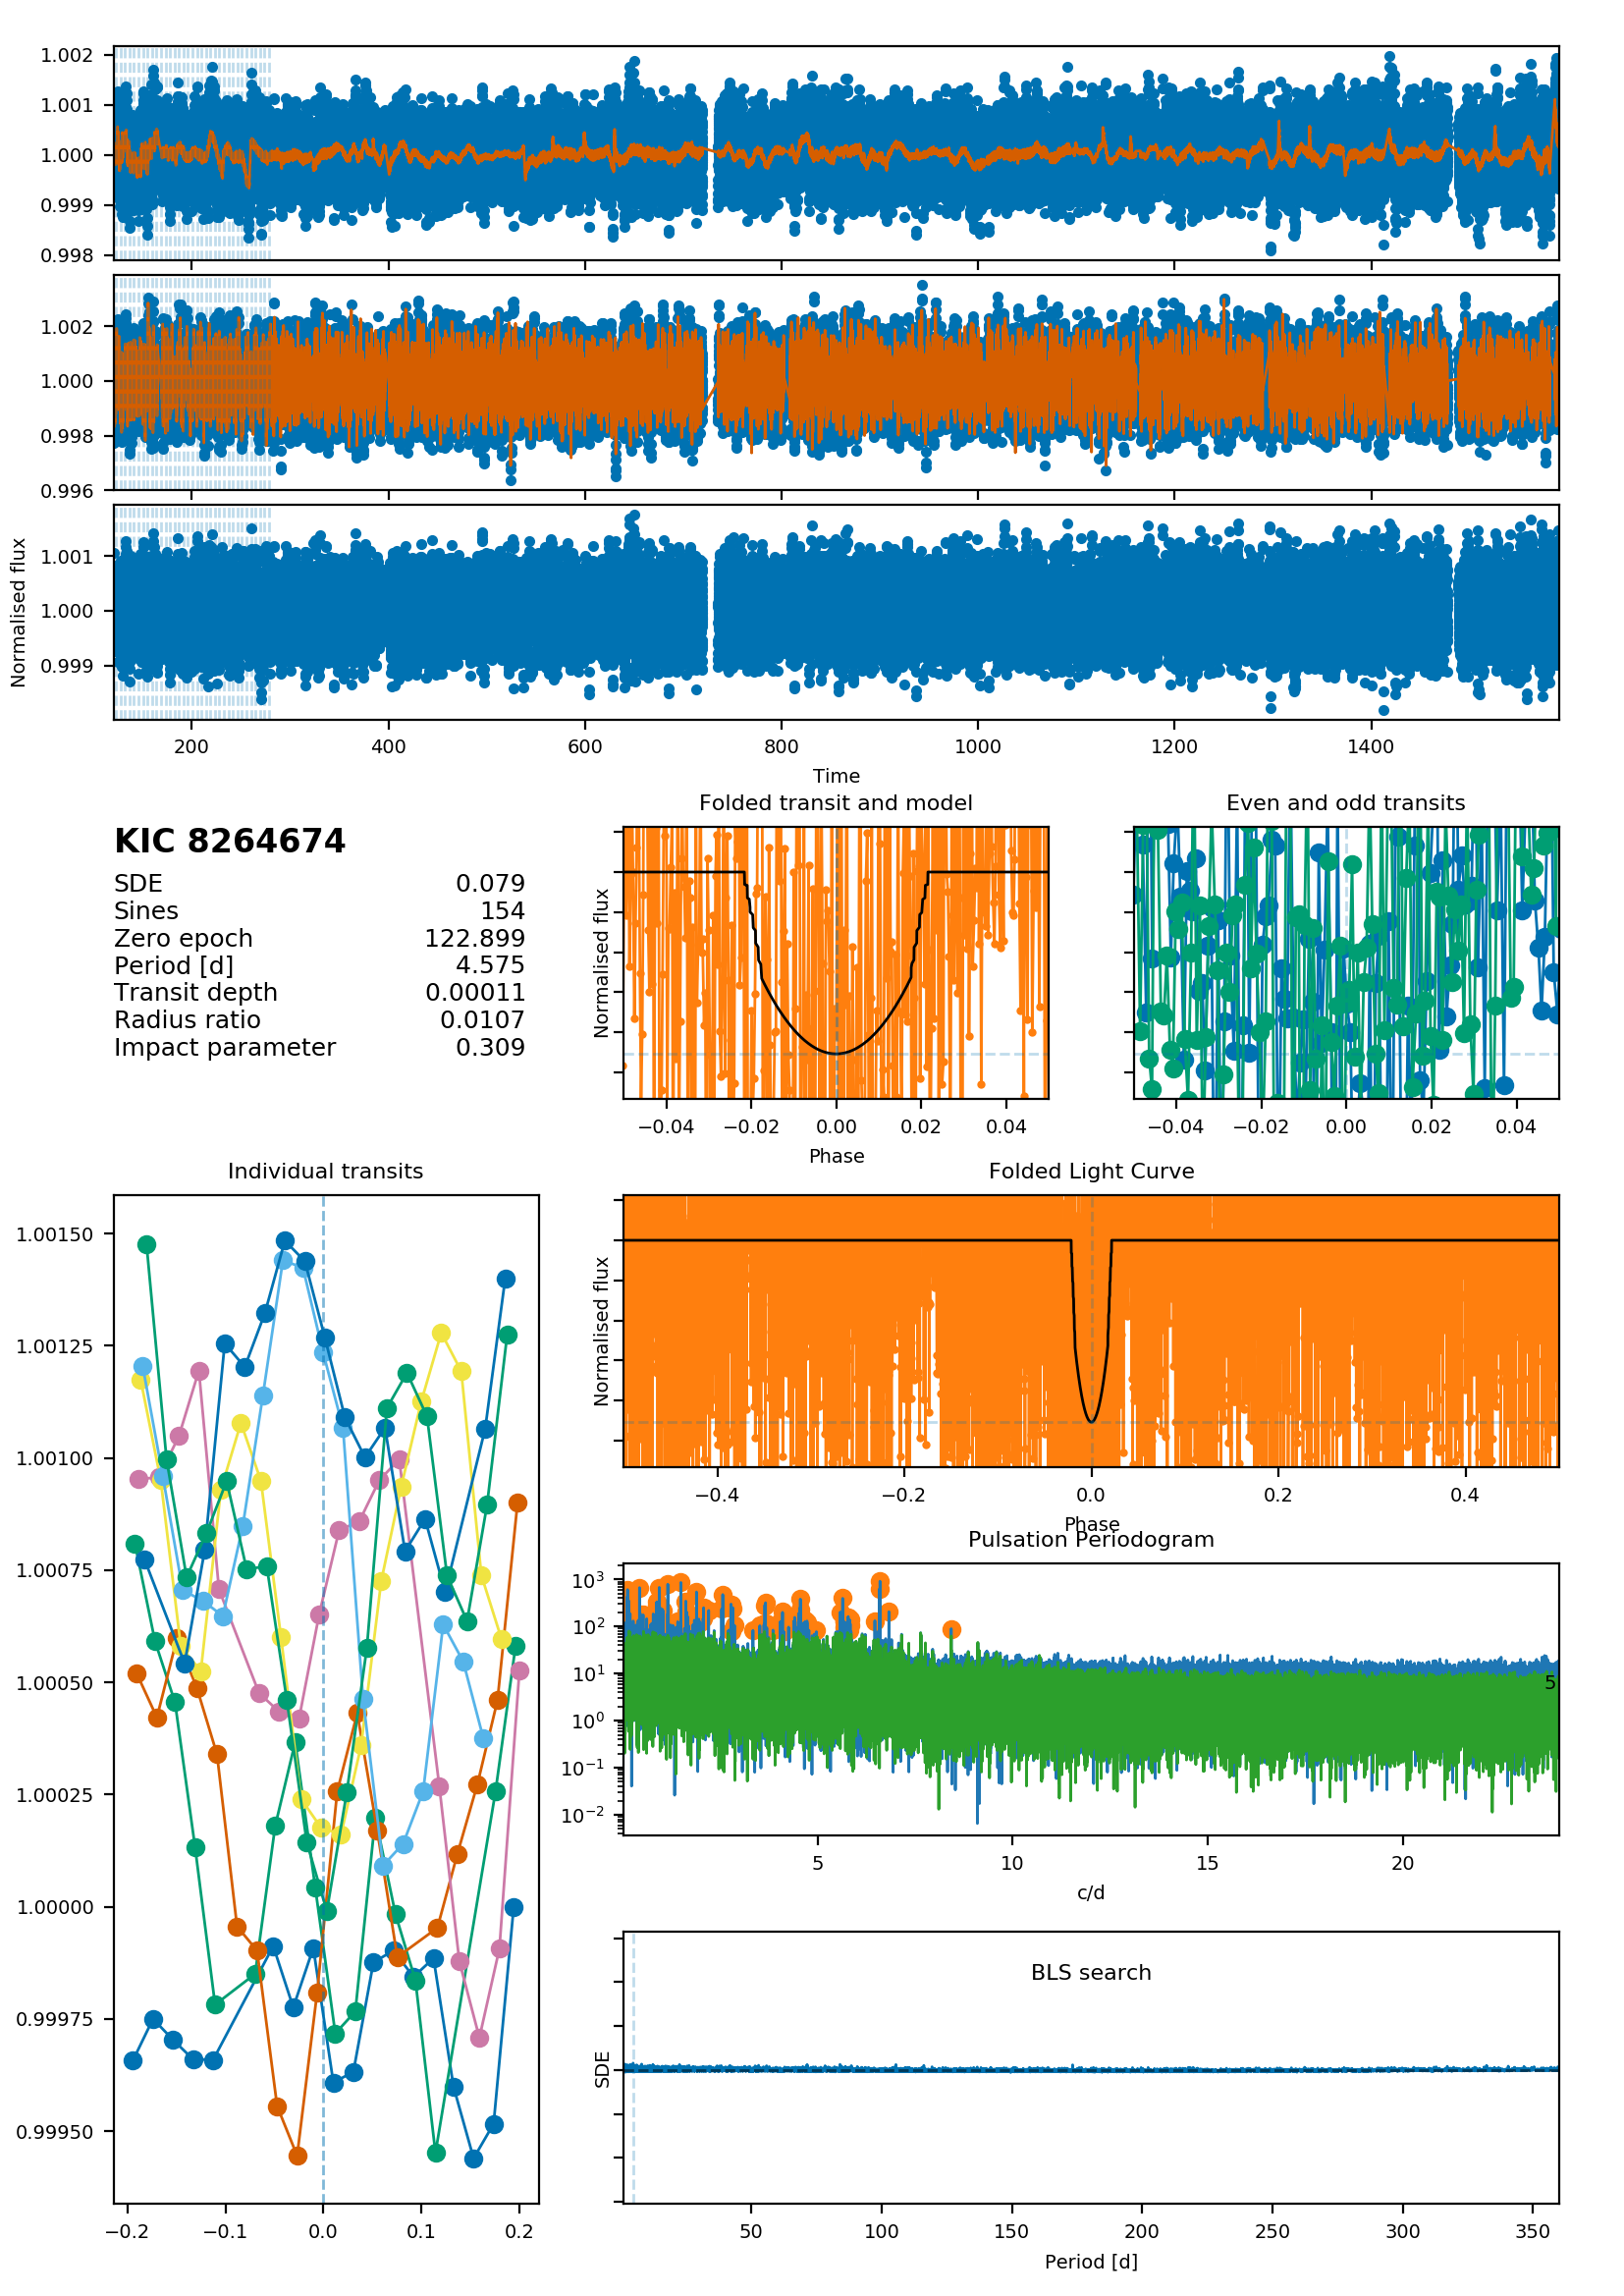 1.002
1.001
1.000
0.999
0.998
1.002
1.000
0.998
0.996
1.001
1.000
0.999
Normalised flux
200 400 600 800 1000 1200 1400
Time
KIC 8264674
SDE 0.079
Sines 154
Zero epoch 122.899
Period [d] 4.575
Transit depth 0.00011
Radius ratio 0.0107
Impact parameter 0.309
Folded transit and model
Normalised flux
−0.04 −0.02 0.00 0.02 0.04
Phase
Even and odd transits
−0.04 −0.02 0.00 0.02 0.04
Individual transits
1.00150
1.00125
1.00100
1.00075
1.00050
1.00025
1.00000
0.99975
0.99950
−0.2 −0.1 0.0 0.1 0.2
Folded Light Curve
Normalised flux
−0.4 −0.2 0.0 0.2 0.4
Phase
Pulsation Periodogram
10³
10²
10¹
10⁰
10⁻¹
10⁻²
5
5 10 15 20
c/d
BLS search
SDE
50 100 150 200 250 300 350
Period [d]